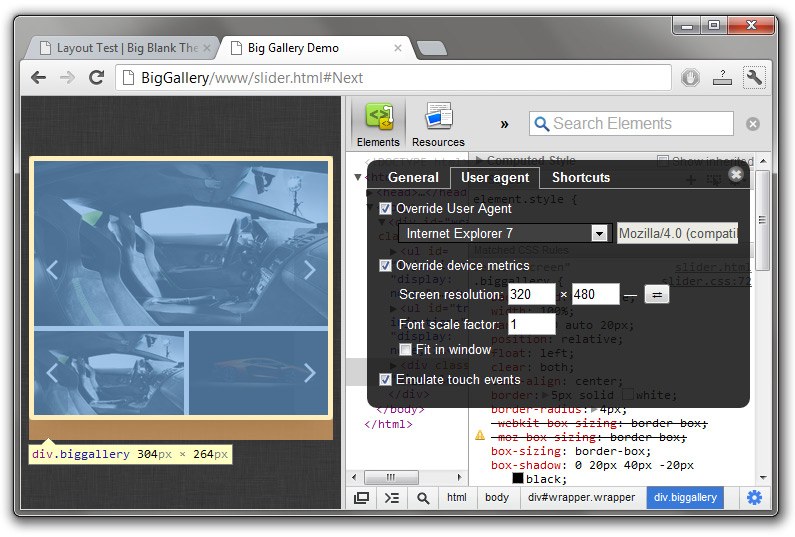 Layout Test | Big Blank The
Big Gallery Demo
BigGallery/www/slider.html#Next
Elements
Resources
»
Search Elements
Computed Style
Show inherited
General
User agent
Shortcuts
element.style {
Override User Agent
Internet Explorer 7
Mozilla/4.0 (compatil
Matched CSS Rules
Override device metrics
slider.html
.biggallery {
slider.css:72
Screen resolution: 320 × 480
width: 100%;
Font scale factor: 1
auto 20px;
position: relative;
Fit in window
float: left;
clear: both;
Emulate touch events
-align: center;
border: 5px solid white;
border-radius: 4px;
-webkit-box-sizing: border-box;
-moz-box-sizing: border-box;
box-sizing: border-box;
box-shadow: 0 20px 40px -20px
black;
<head>…</head>
<div class
</div>
</body>
</html>
div.biggallery 304px × 264px
html
body
div#wrapper.wrapper
div.biggallery